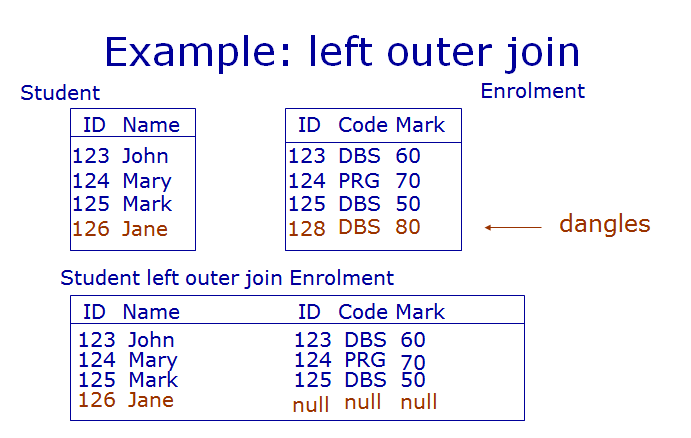 Example: left outer join
Student
Enrolment
ID Name
ID Code Mark
123 John
123 DBS 60
124 Mary
124 PRG 70
125 Mark
125 DBS 50
126 Jane
128 DBS 80
dangles
Student left outer join Enrolment
ID Name ID Code Mark
123 John 123 DBS 60
124 Mary 124 PRG 70
125 Mark 125 DBS 50
126 Jane null null null